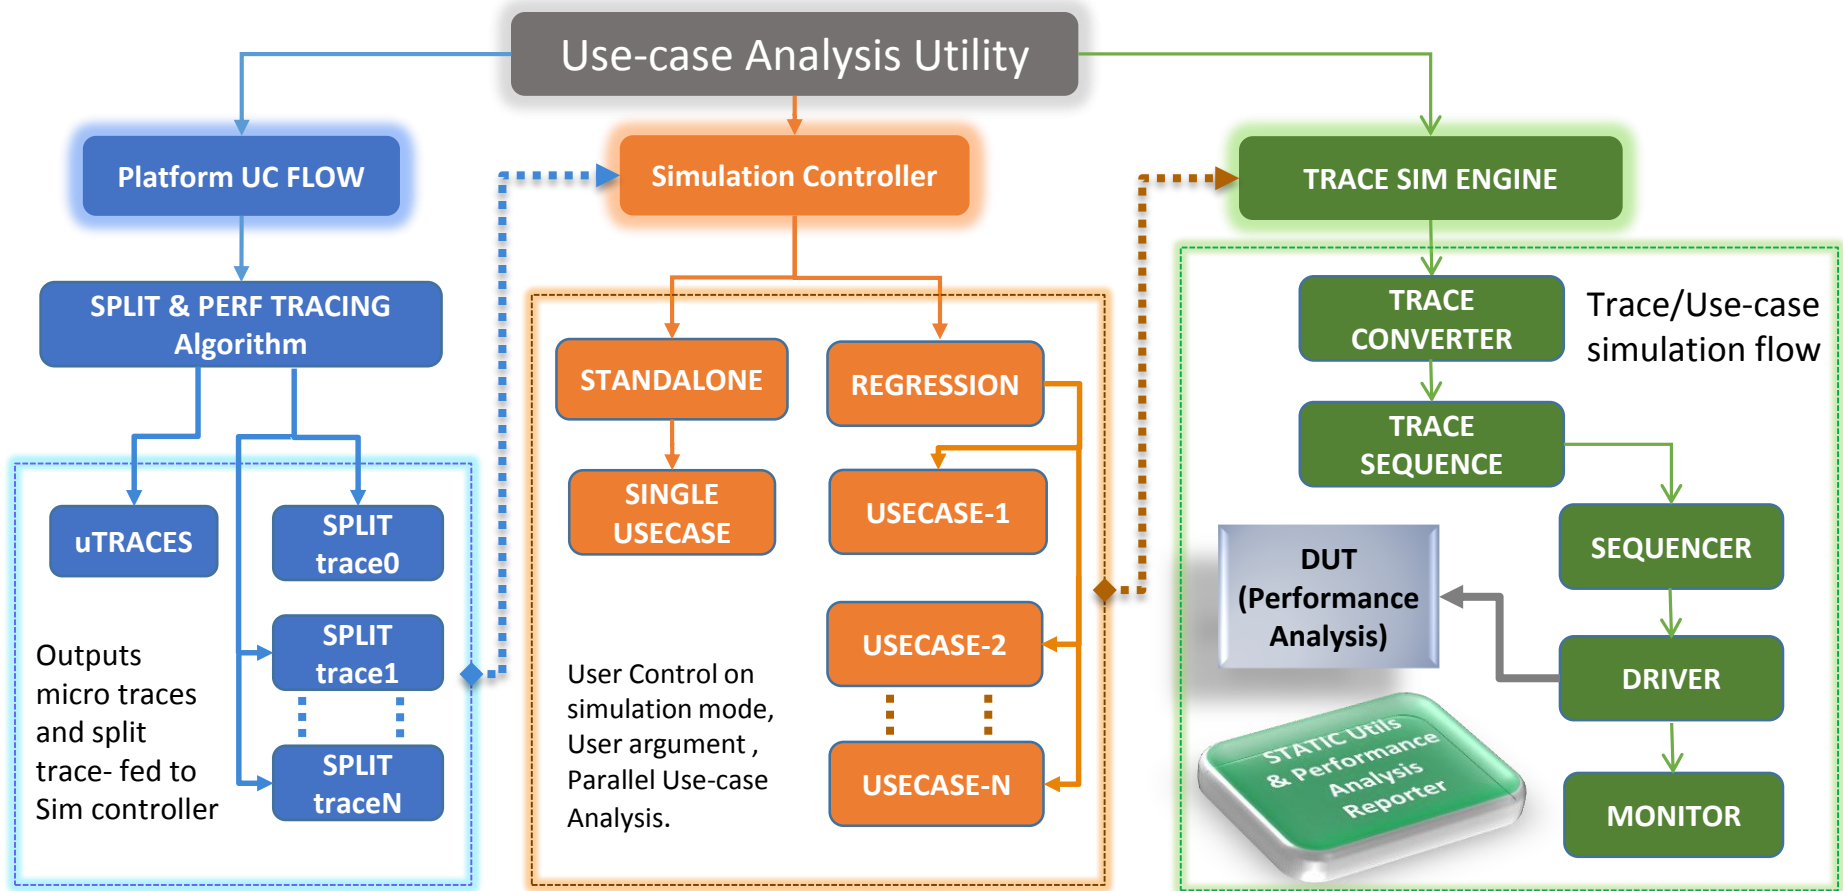 Use-case Analysis Utility
Platform UC FLOW
SPLIT & PERF TRACING
Algorithm
uTRACES
SPLIT
trace0
SPLIT
trace1
SPLIT
traceN
Outputs
micro traces
and split
trace- fed to
Sim controller
Simulation Controller
STANDALONE
REGRESSION
SINGLE
USECASE
USECASE-1
USECASE-2
USECASE-N
User Control on
simulation mode,
User argument ,
Parallel Use-case
Analysis.
TRACE SIM ENGINE
TRACE
CONVERTER
Trace/Use-case
simulation flow
TRACE
SEQUENCE
SEQUENCER
DUT
(Performance
Analysis)
DRIVER
STATIC Utils
& Performance
Analysis
Reporter
MONITOR